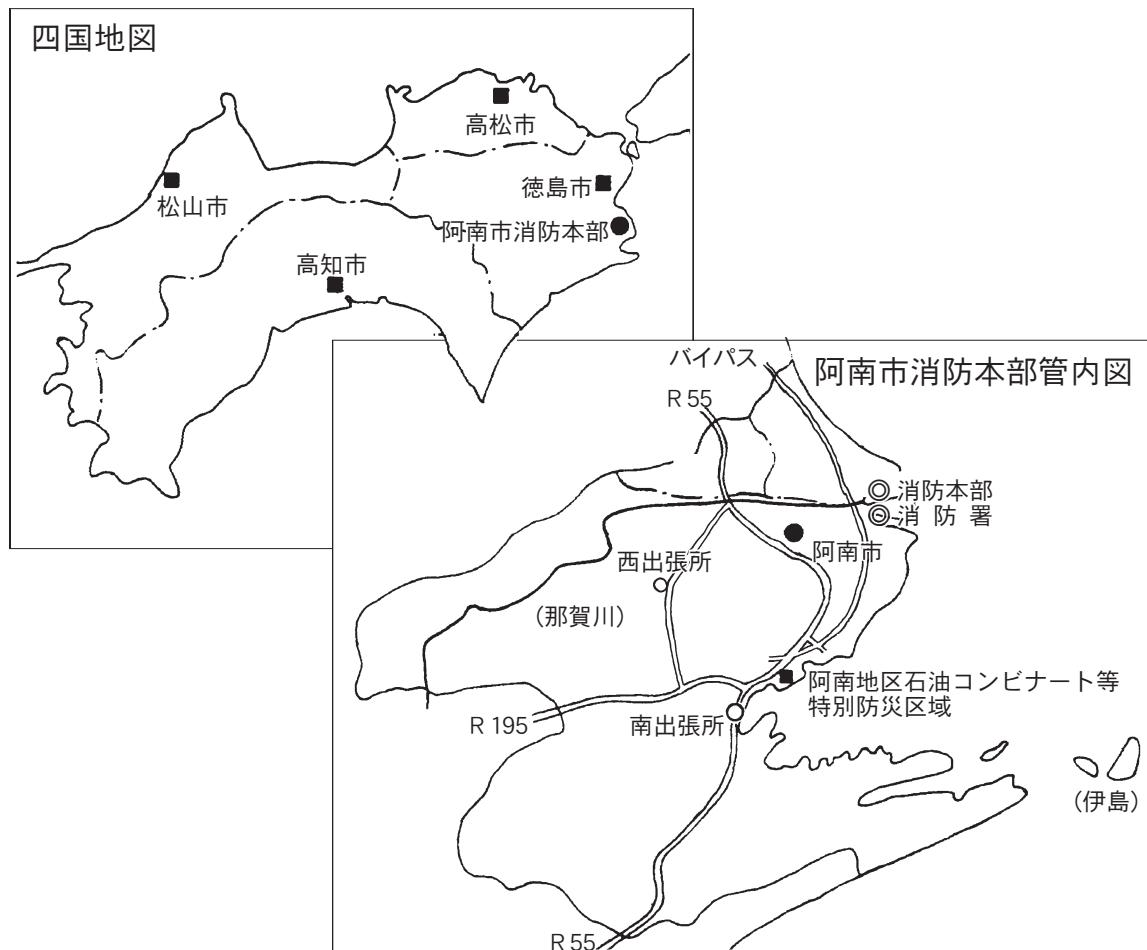 四国地図
高松市
徳島市
松山市
阿南市消防本部
高知市
阿南市消防本部管内図
バイパス
R 55
消防本部
消 防 署
阿南市
西出張所
(那賀川)
阿南地区石油コンビナート等
特別防災区域
南出張所
R 195
(伊島)
R 55